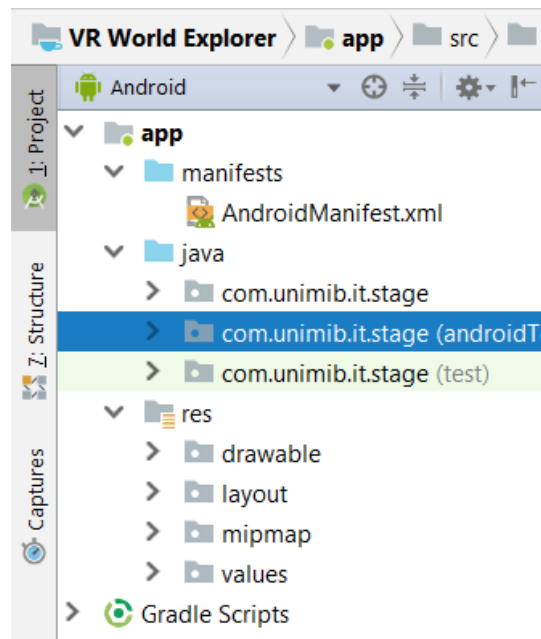 VR World Explorer app src
Android
1: Project
app
manifests
AndroidManifest.xml
java
com.unimib.it.stage
com.unimib.it.stage (androidT
com.unimib.it.stage (test)
res
drawable
layout
mipmap
values
Gradle Scripts
7: Structure
Captures